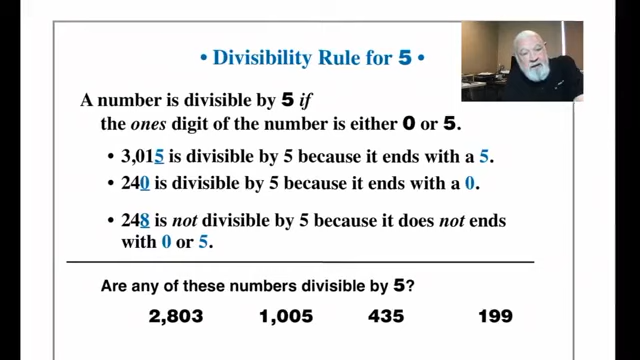 • Divisibility Rule for 5 •
A number is divisible by 5 if
the ones digit of the number is either 0 or 5.
• 3,015 is divisible by 5 because it ends with a 5.
• 240 is divisible by 5 because it ends with a 0.
• 248 is not divisible by 5 because it does not ends
with 0 or 5.
Are any of these numbers divisible by 5?
2,803 1,005 435 199